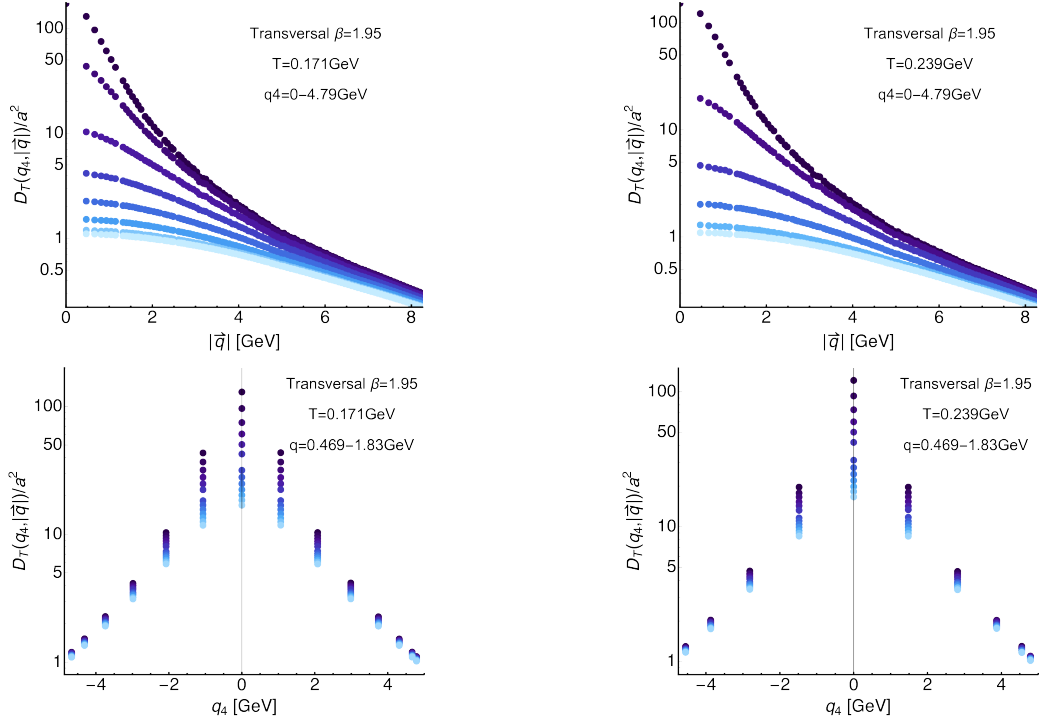 100
50
10
5
1
0.5
0 2 4 6 8
D_T(q_4,|q⃗|)/a^2
|q⃗| [GeV]
Transversal β=1.95
T=0.171GeV
q4=0−4.79GeV
100
50
10
5
1
0.5
0 2 4 6 8
D_T(q_4,|q⃗|)/a^2
|q⃗| [GeV]
Transversal β=1.95
T=0.239GeV
q4=0−4.79GeV
100
50
10
5
1
−4 −2 0 2 4
D_T(q_4,|q⃗|)/a^2
q_4 [GeV]
Transversal β=1.95
T=0.171GeV
q=0.469−1.83GeV
100
50
10
5
1
−4 −2 0 2 4
D_T(q_4,|q⃗|)/a^2
q_4 [GeV]
Transversal β=1.95
T=0.239GeV
q=0.469−1.83GeV